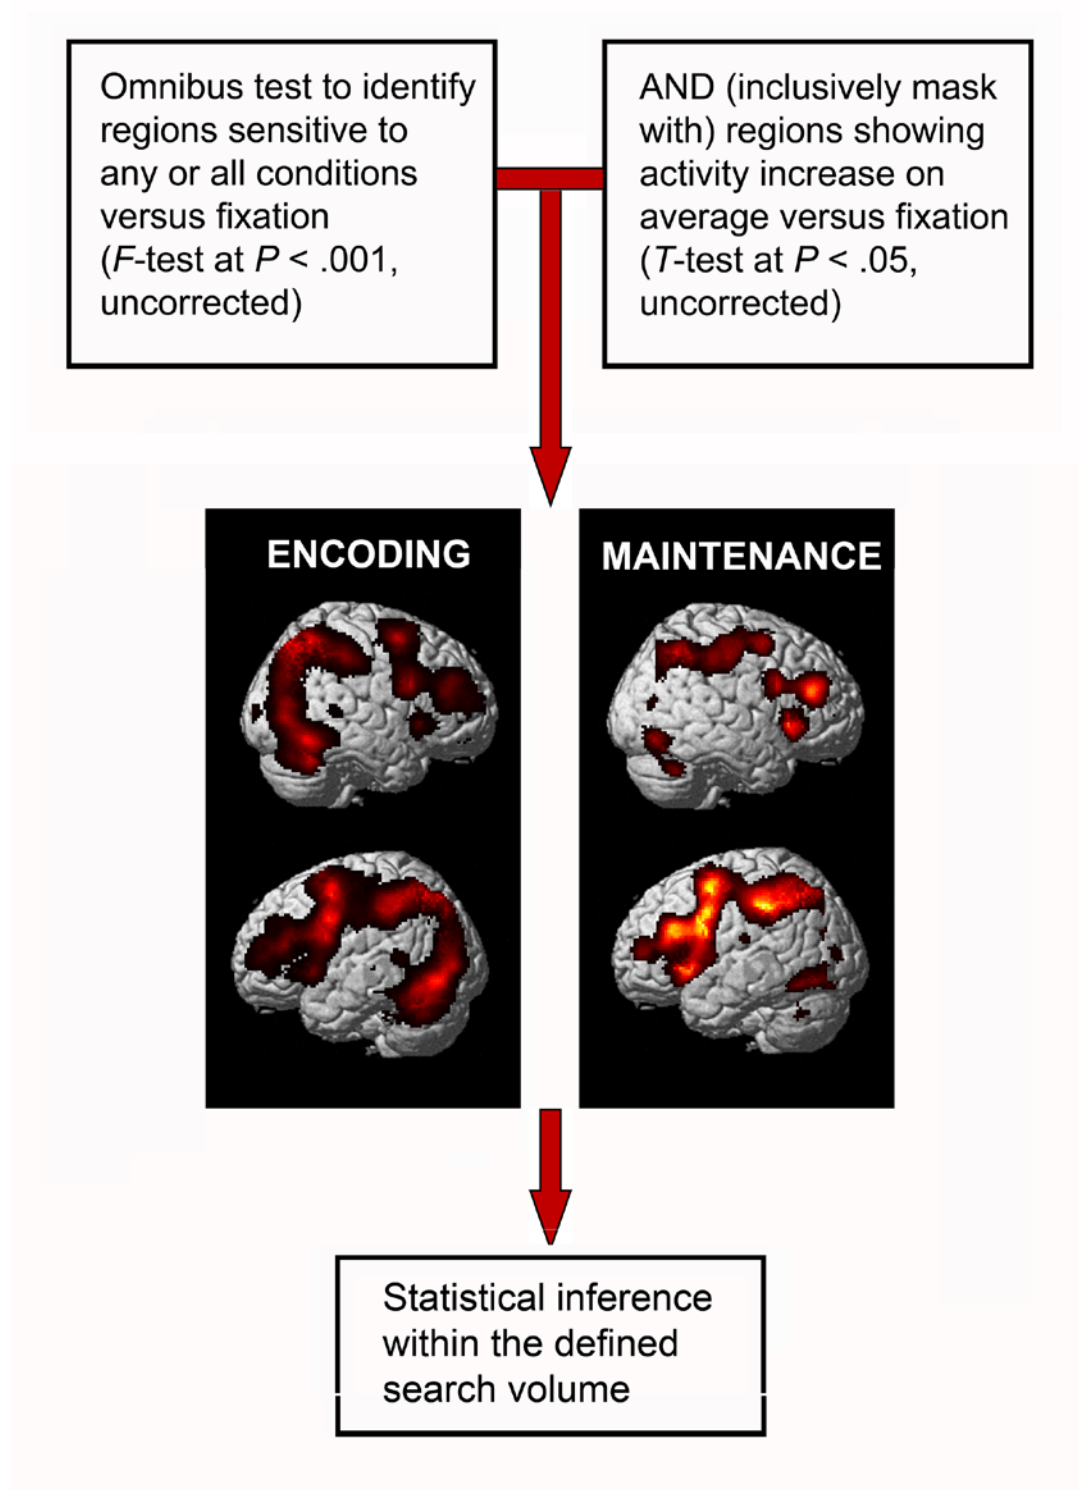 Omnibus test to identify
regions sensitive to
any or all conditions
versus fixation
(F-test at P < .001,
uncorrected)
AND (inclusively mask
with) regions showing
activity increase on
average versus fixation
(T-test at P < .05,
uncorrected)
ENCODING
MAINTENANCE
Statistical inference
within the defined
search volume